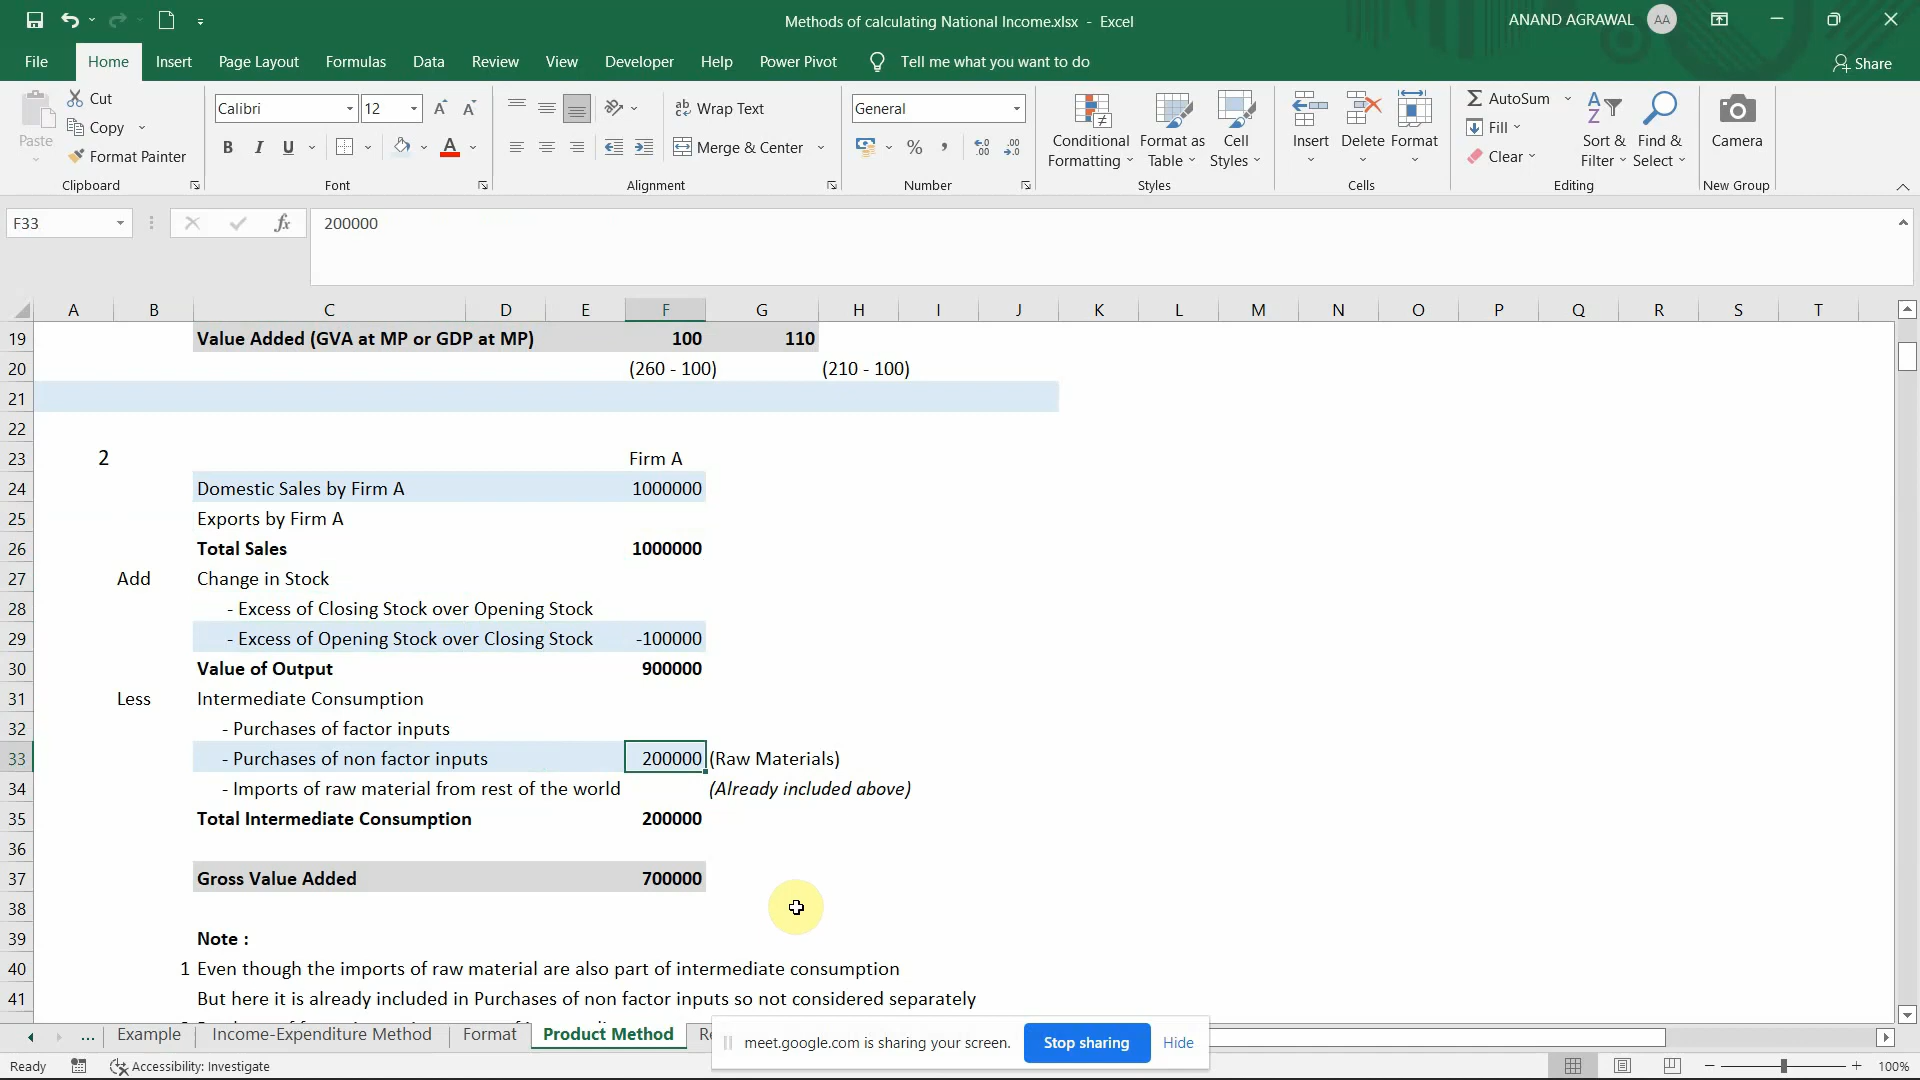 Methods of calculating National Income.xlsx - Excel
ANAND AGRAWAL AA
File Home Insert Page Layout Formulas Data Review View Developer Help Power Pivot Tell me what you want to do Share
Paste
Cut
Copy
Format Painter
Clipboard
Calibri 12
B I U A
Font
ab Wrap Text
Merge & Center
Alignment
General
% ,
Number
Conditional Formatting
Format as Table
Cell Styles
Styles
Insert Delete Format
Cells
AutoSum
Fill
Clear
Sort & Filter
Find & Select
Editing
Camera
New Group
F33 fx 200000
A B C D E F G H I J K L M N O P Q R S T
19 Value Added (GVA at MP or GDP at MP) 100 110
20 (260 - 100) (210 - 100)
21
22
23 2 Firm A
24 Domestic Sales by Firm A 1000000
25 Exports by Firm A
26 Total Sales 1000000
27 Add Change in Stock
28 - Excess of Closing Stock over Opening Stock
29 - Excess of Opening Stock over Closing Stock -100000
30 Value of Output 900000
31 Less Intermediate Consumption
32 - Purchases of factor inputs
33 - Purchases of non factor inputs 200000 (Raw Materials)
34 - Imports of raw material from rest of the world (Already included above)
35 Total Intermediate Consumption 200000
36
37 Gross Value Added 700000
38
39 Note :
40 1 Even though the imports of raw material are also part of intermediate consumption
41 But here it is already included in Purchases of non factor inputs so not considered separately
... Example Income-Expenditure Method Format Product Method
meet.google.com is sharing your screen. Stop sharing Hide
Ready Accessibility: Investigate 100%